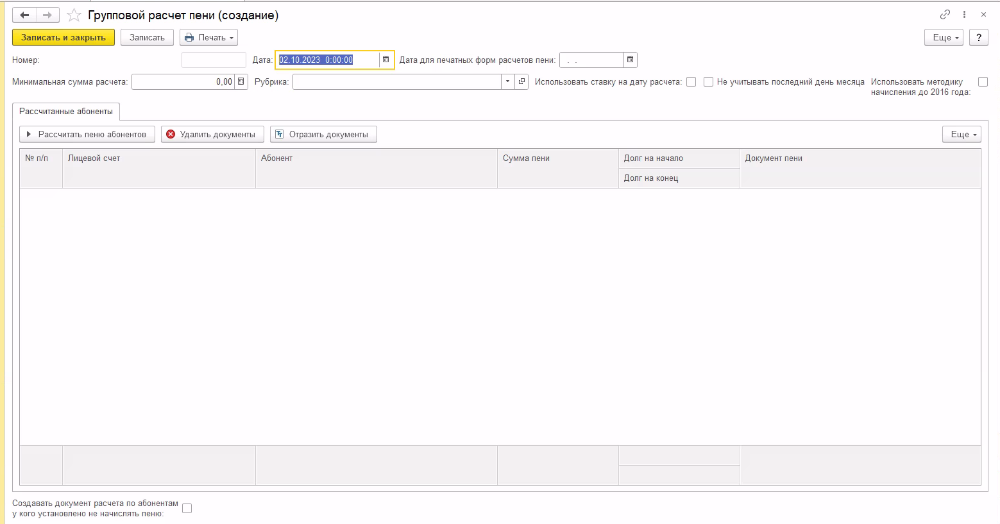 Групповой расчет пени (создание)
Записать и закрыть Записать Печать Еще ?
Номер: Дата: 02.10.2023 0:00:00 Дата для печатных форм расчетов пени: . .
Минимальная сумма расчета: 0,00 Рубрика: Использовать ставку на дату расчета: Не учитывать последний день месяца Использовать методику
начисления до 2016 года:
Рассчитанные абоненты
Рассчитать пеню абонентов Удалить документы Отразить документы Еще
№ п/п Лицевой счет Абонент Сумма пени Долг на начало Документ пени
Долг на конец
Создавать документ расчета по абонентам
у кого установлено не начислять пеню: